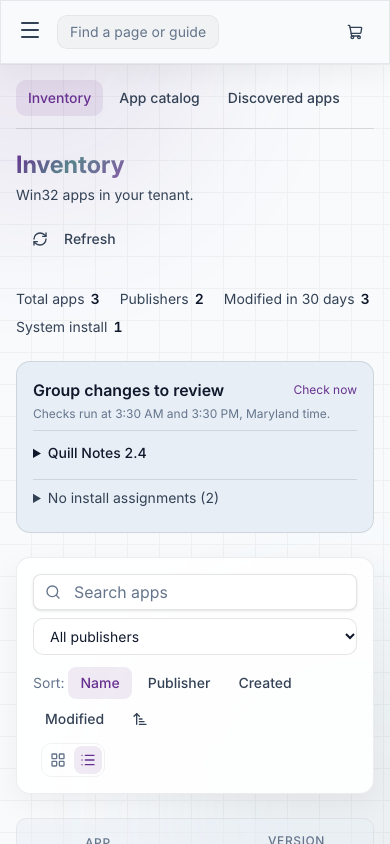 Find a page or guide
Inventory App catalog Discovered apps
Inventory
Win32 apps in your tenant.
Refresh
Total apps 3 Publishers 2 Modified in 30 days 3
System install 1
Group changes to review Check now
Checks run at 3:30 AM and 3:30 PM, Maryland time.
Quill Notes 2.4
No install assignments (2)
Search apps
All publishers
Sort: Name Publisher Created
Modified
APP VERSION